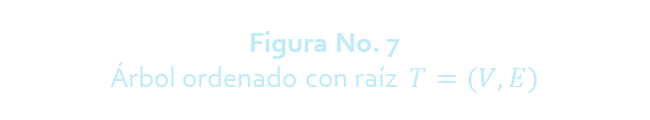 Figura No. 7
Árbol ordenado con raíz T = (V, E)